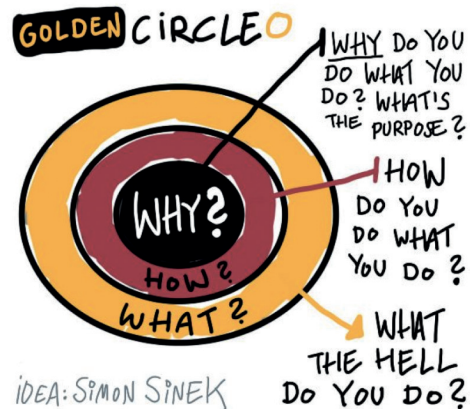 GOLDEN CIRCLE
WHY DO YOU
DO WHAT YOU
DO? WHAT'S
THE PURPOSE?
WHY?
HOW?
WHAT?
HOW
DO YOU
DO WHAT
YOU DO?
WHAT
THE HELL
DO YOU DO?
IDEA: SIMON SINEK